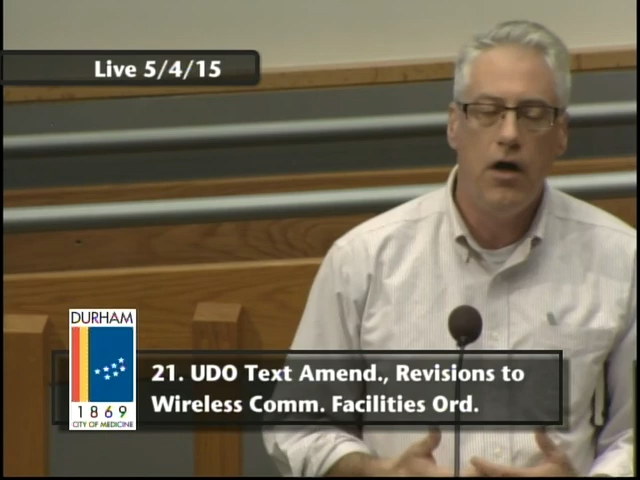 Live 5/4/15
DURHAM
1869
CITY OF MEDICINE
21. UDO Text Amend., Revisions to
Wireless Comm. Facilities Ord.